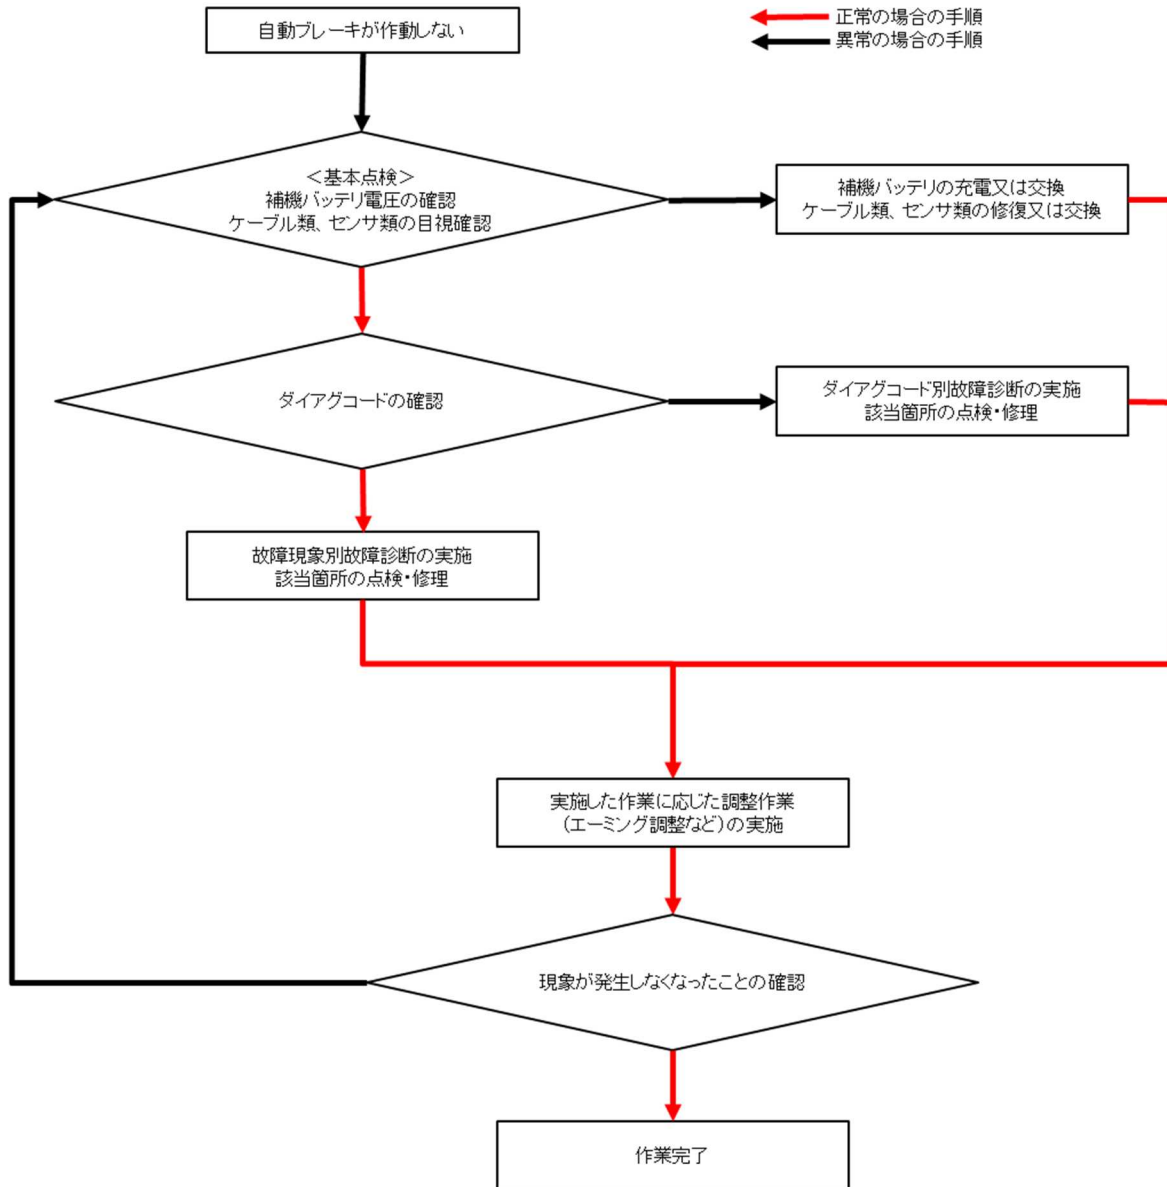 自動ブレーキが作動しない
正常の場合の手順
異常の場合の手順
＜基本点検＞
補機バッテリ電圧の確認
ケーブル類、センサ類の目視確認
補機バッテリの充電又は交換
ケーブル類、センサ類の修復又は交換
ダイアグコードの確認
ダイアグコード別故障診断の実施
該当箇所の点検・修理
故障現象別故障診断の実施
該当箇所の点検・修理
実施した作業に応じた調整作業
(エーミング調整など)の実施
現象が発生しなくなったことの確認
作業完了